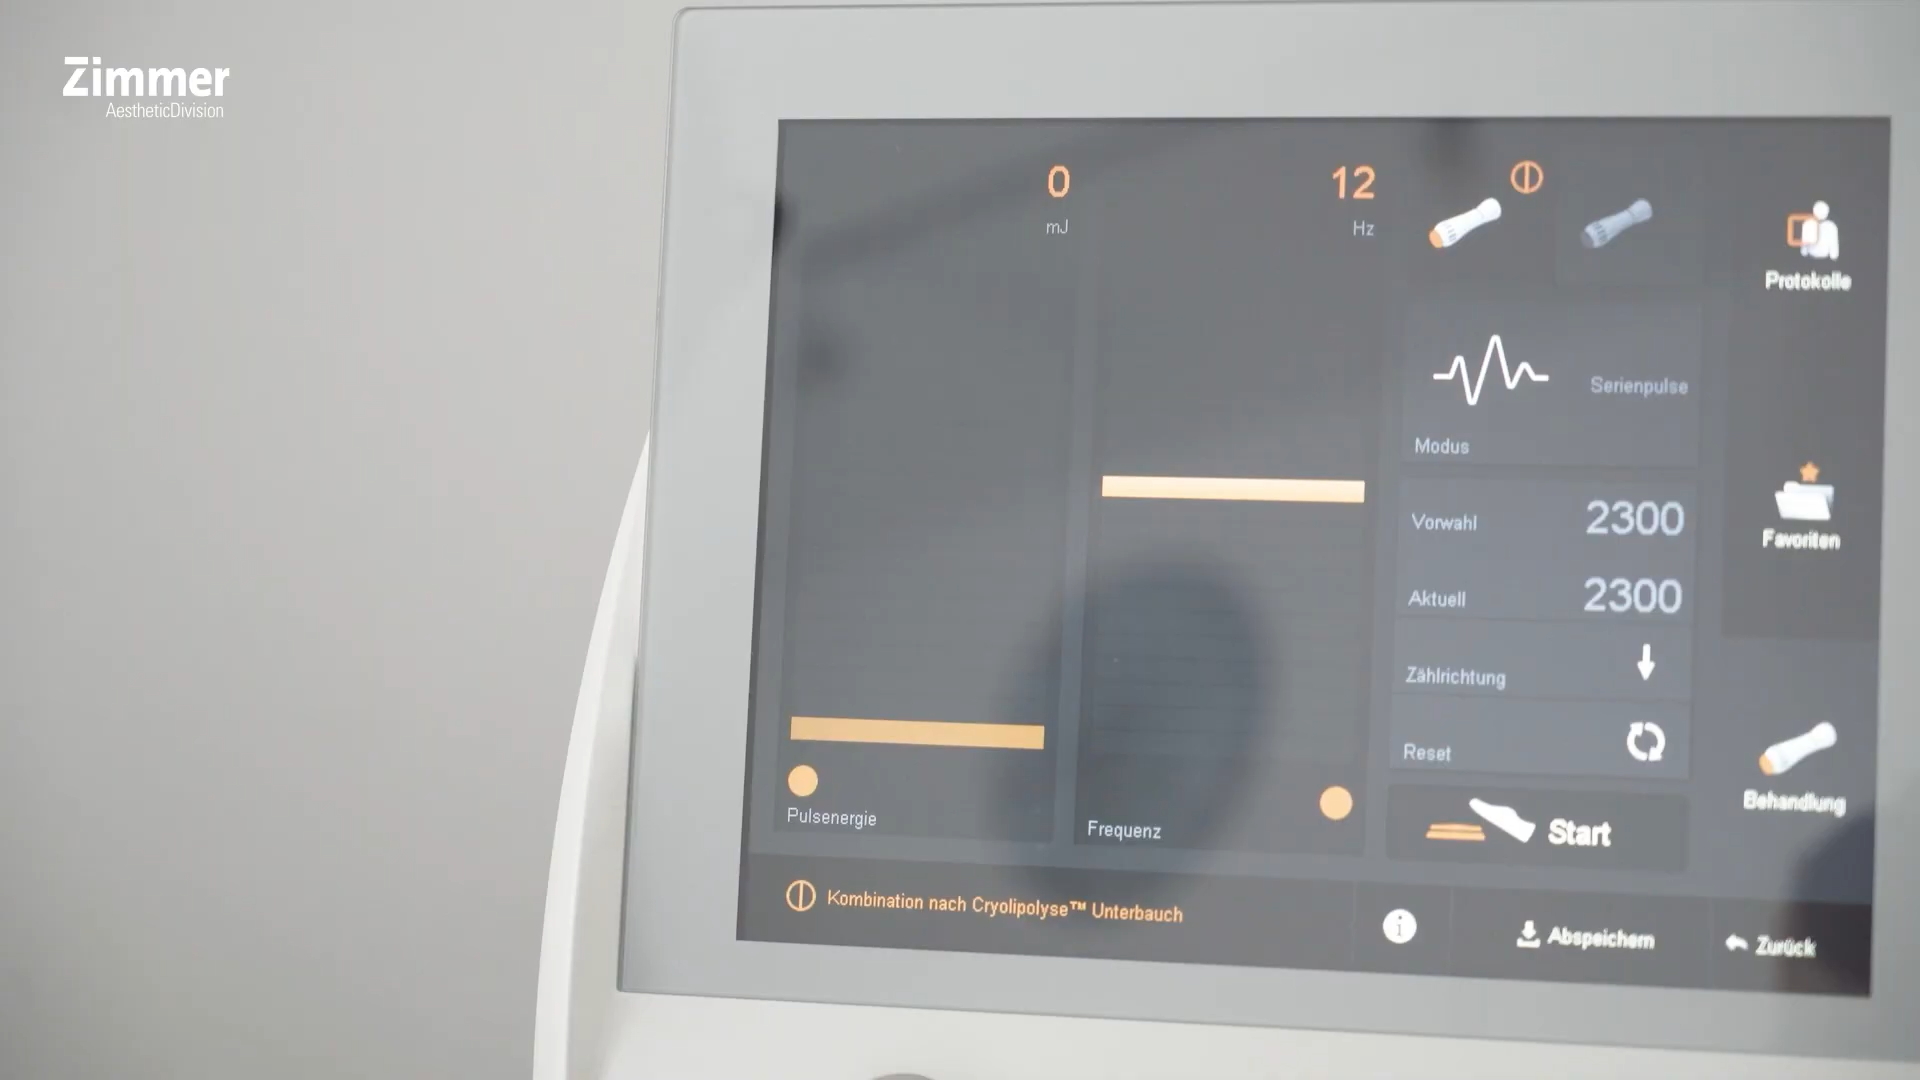 Zimmer
AestheticDivision
0
mJ
12
Hz
Protokolle
Serienpulse
Modus
Vorwahl 2300
Favoriten
Aktuell 2300
Zählrichtung
Reset
Behandlung
Pulsenergie
Frequenz
Start
Kombination nach Cryolipolyse™ Unterbauch
i
Abspeichern
Zurück